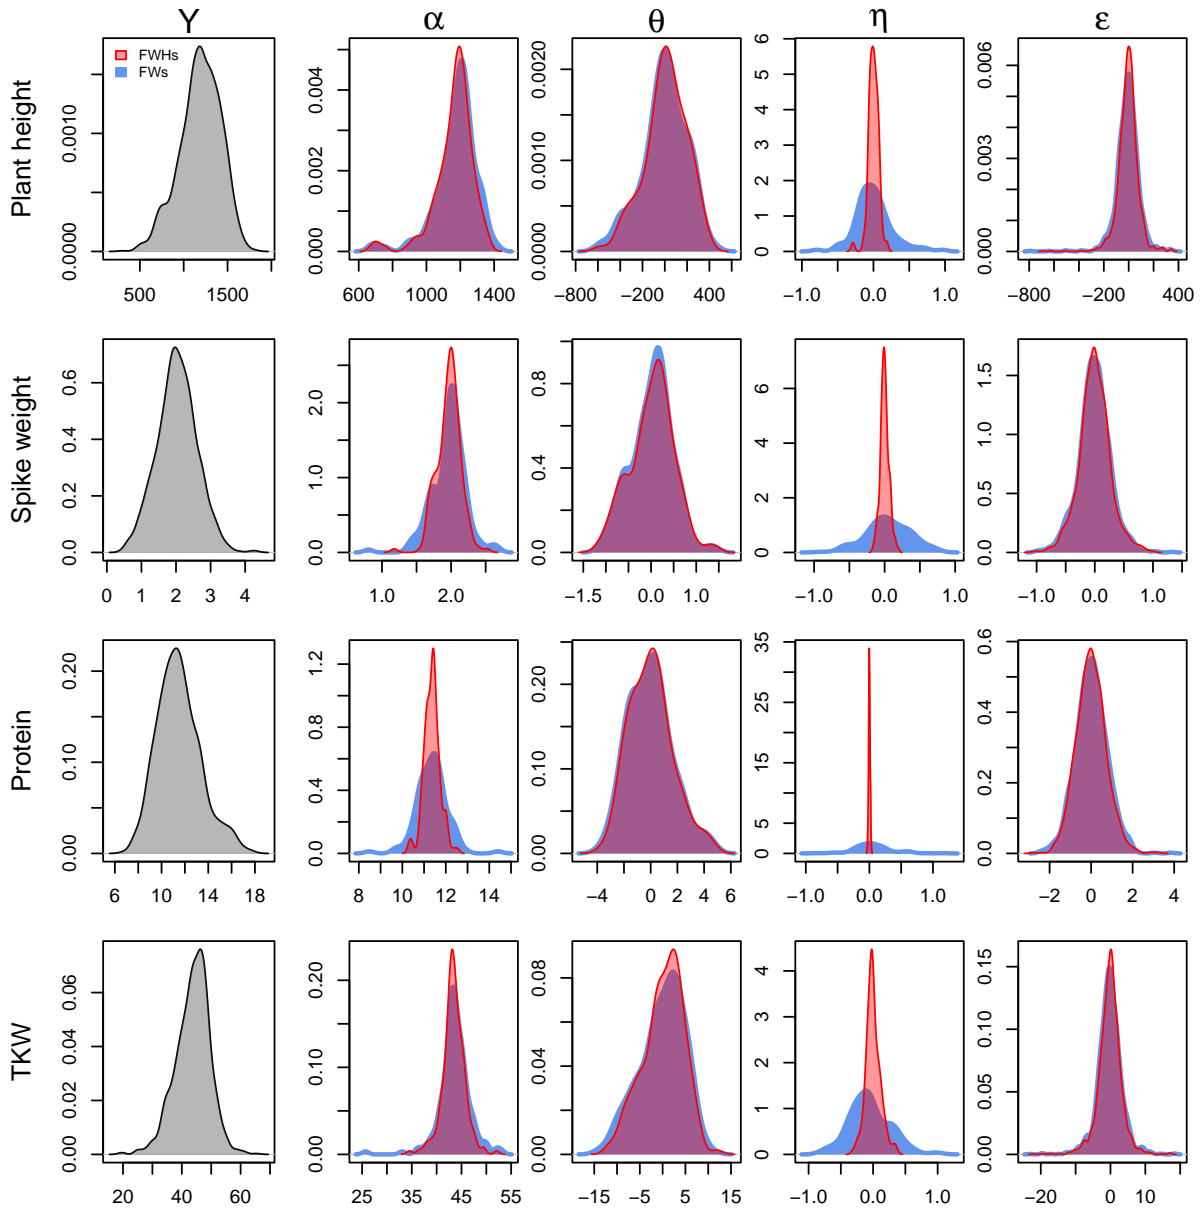 Y α θ η ε
Plant height
FWHs
FWs
0.0000 0.0010
500 1500
0.000 0.002 0.004
600 1000 1400
0.0000 0.0010 0.0020
−800 −200 400
0 1 2 3 4 5 6
−1.0 0.0 1.0
0.000 0.003 0.006
−800 −200 400
Spike weight
0.0 0.2 0.4 0.6
0 1 2 3 4
0.0 1.0 2.0
1.0 2.0
0.0 0.4 0.8
−1.5 0.0 1.0
0 2 4 6
−1.0 0.0 1.0
0.0 0.5 1.0 1.5
−1.0 0.0 1.0
Protein
0.00 0.10 0.20
6 10 14 18
0.0 0.4 0.8 1.2
8 10 12 14
0.00 0.10 0.20
−4 0 2 4 6
0 5 15 25 35
−1.0 0.0 1.0
0.0 0.2 0.4 0.6
−2 0 2 4
TKW
0.00 0.02 0.04 0.06
20 40 60
0.00 0.10 0.20
25 35 45 55
0.00 0.04 0.08
−15 −5 5 15
0 1 2 3 4
−1.0 0.0 1.0
0.00 0.05 0.10 0.15
−20 0 10